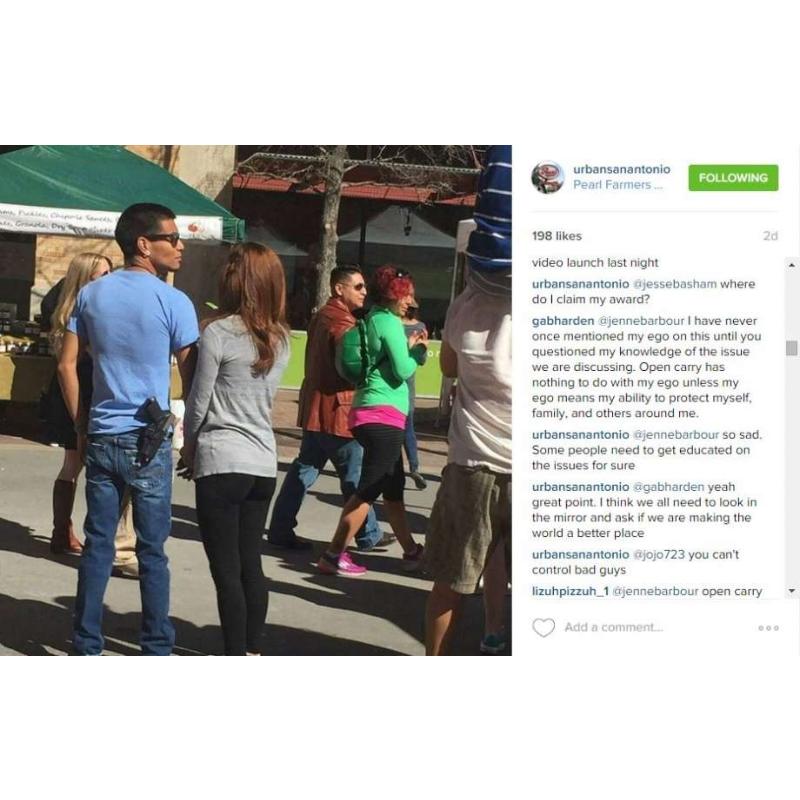 Pickles, Chipotle Sauces,
Granola, Dry
urbansanantonio
Pearl Farmers ...
FOLLOWING
198 likes
2d
video launch last night
urbansanantonio @jessebasham where
do I claim my award?
gabharden @jennebarbour I have never
once mentioned my ego on this until you
questioned my knowledge of the issue
we are discussing. Open carry has
nothing to do with my ego unless my
ego means my ability to protect myself,
family, and others around me.
urbansanantonio @jennebarbour so sad.
Some people need to get educated on
the issues for sure
urbansanantonio @gabharden yeah
great point. I think we all need to look in
the mirror and ask if we are making the
world a better place
urbansanantonio @jojo723 you can't
control bad guys
lizuhpizzuh_1 @jennebarbour open carry
Add a comment...